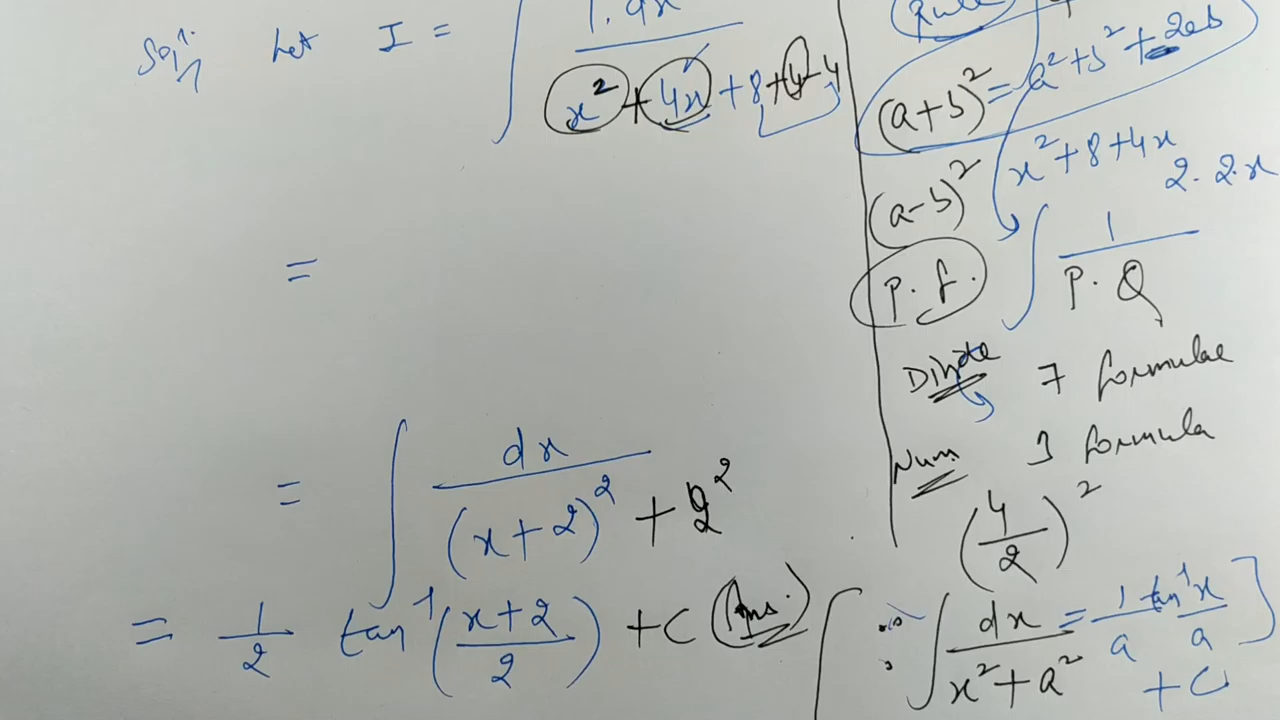 Solⁿ. Let I = ∫ 1.dx / (x² + 4x + 8 + 4 - 4)
=
= ∫ dx / ((x+2)² + 2²)
= 1/2 tan⁻¹((x+2)/2) + C (Ans.)
Rule
(a+b)² = a² + b² + 2ab
x² + 8 + 4x
2. 2. x
(a-b)²
P. f. ∫ 1 / (P. Q)
7 formulae
Num 3 formula
(4/2)²
[∵ ∫ dx / (x² + a²) = 1/a tan⁻¹ x/a + C]